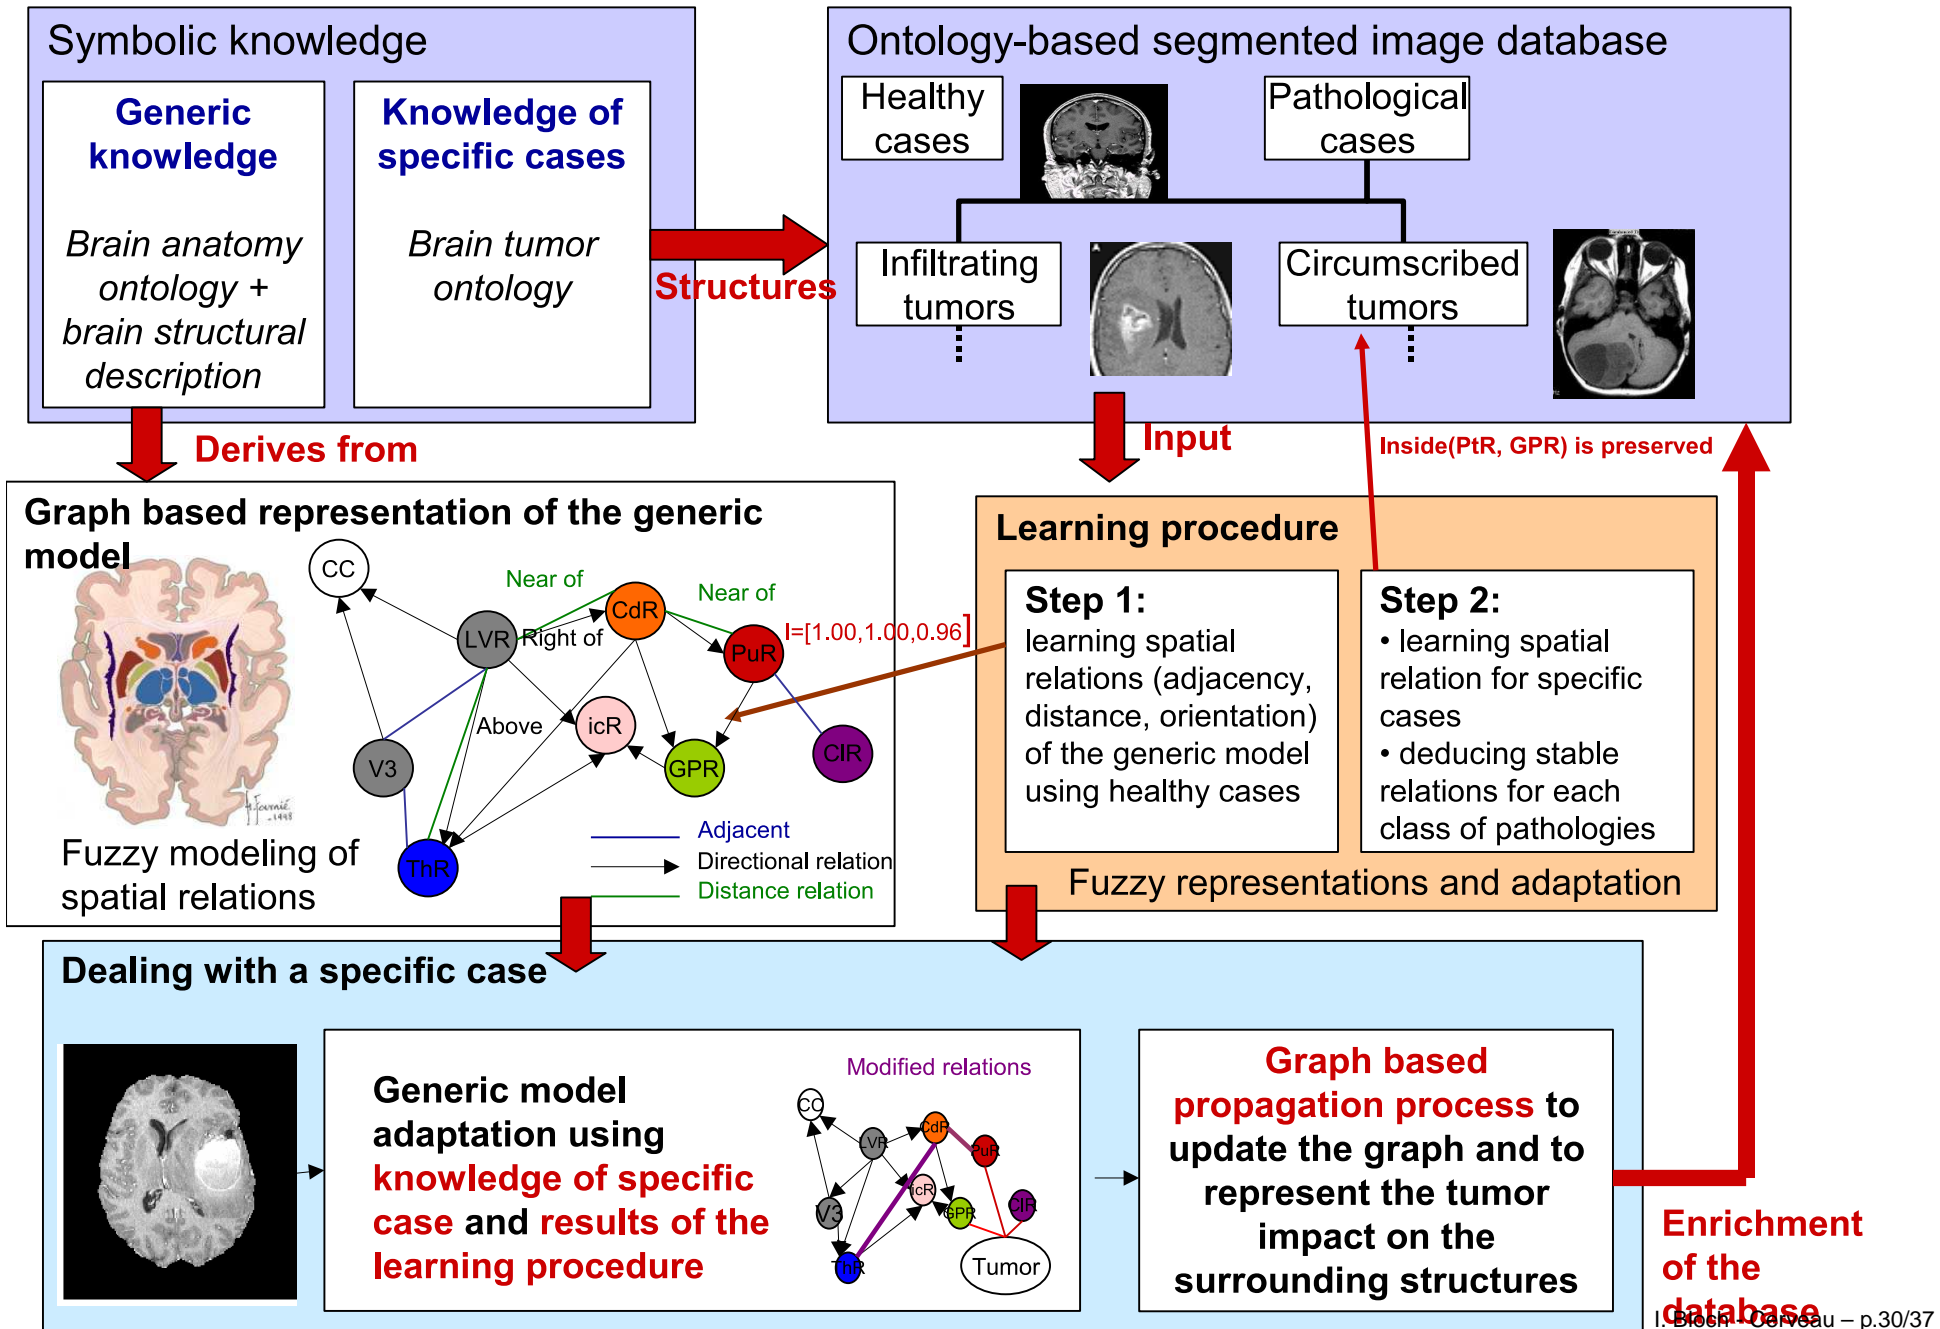 Symbolic knowledge
Generic
knowledge
Brain anatomy
ontology +
brain structural
description
Knowledge of
specific cases
Brain tumor
ontology
Structures
Ontology-based segmented image database
Healthy
cases
Pathological
cases
Infiltrating
tumors
A
Circumscribed
tumors
Derives from
Input
Inside(PtR, GPR) is preserved
Graph based representation of the generic
model
CC
Near of
CdR
Near of
LVR
Right of
PuR
I=[1.00,1.00,0.96]
Above
icR
V3
GPR
ClR
ThR
Adjacent
Directional relation
Distance relation
Fuzzy modeling of
spatial relations
Learning procedure
Step 1:
learning spatial
relations (adjacency,
distance, orientation)
of the generic model
using healthy cases
Step 2:
• learning spatial
relation for specific
cases
• deducing stable
relations for each
class of pathologies
Fuzzy representations and adaptation
Dealing with a specific case
Generic model
adaptation using
knowledge of specific
case and results of the
learning procedure
Modified relations
CC
LVR
CdR
PuR
icR
V3
GPR
ClR
ThR
Tumor
Graph based
propagation process to
update the graph and to
represent the tumor
impact on the
surrounding structures
Enrichment
of the
database
I. Bloch - Cerveau – p.30/37